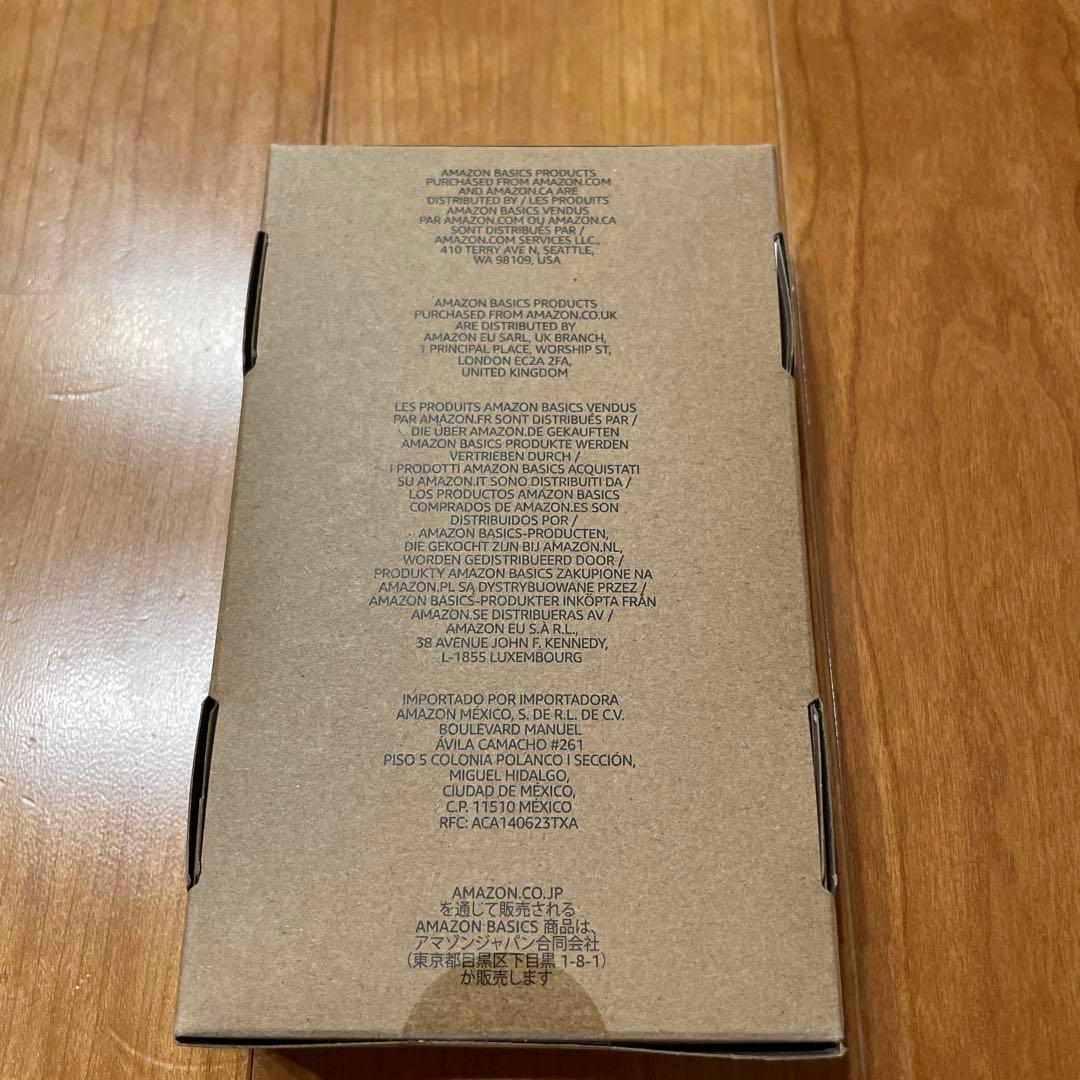 AMAZON BASICS PRODUCTS
PURCHASED FROM AMAZON.COM
AND AMAZON.CA ARE
DISTRIBUTED BY / LES PRODUITS
AMAZON BASICS VENDUS
PAR AMAZON.COM OU AMAZON.CA
SONT DISTRIBUÉS PAR /
AMAZON.COM SERVICES LLC.,
410 TERRY AVE N, SEATTLE,
WA 98109, USA
AMAZON BASICS PRODUCTS
PURCHASED FROM AMAZON.CO.UK
ARE DISTRIBUTED BY
AMAZON EU SARL, UK BRANCH,
1 PRINCIPAL PLACE, WORSHIP ST,
LONDON EC2A 2FA,
UNITED KINGDOM
LES PRODUITS AMAZON BASICS VENDUS
PAR AMAZON.FR SONT DISTRIBUÉS PAR /
DIE ÜBER AMAZON.DE GEKAUFTEN
AMAZON BASICS PRODUKTE WERDEN
VERTRIEBEN DURCH /
I PRODOTTI AMAZON BASICS ACQUISTATI
SU AMAZON.IT SONO DISTRIBUITI DA /
LOS PRODUCTOS AMAZON BASICS
COMPRADOS DE AMAZON.ES SON
DISTRIBUIDOS POR /
AMAZON BASICS-PRODUCTEN,
DIE GEKOCHT ZIJN BIJ AMAZON.NL,
WORDEN GEDISTRIBUEERD DOOR /
PRODUKTY AMAZON BASICS ZAKUPIONE NA
AMAZON.PL SĄ DYSTRYBUOWANE PRZEZ /
AMAZON BASICS-PRODUKTER INKÖPTA FRÅN
AMAZON.SE DISTRIBUERAS AV /
AMAZON EU S.À R.L.,
38 AVENUE JOHN F. KENNEDY,
L-1855 LUXEMBOURG
IMPORTADO POR IMPORTADORA
AMAZON MÉXICO, S. DE R.L. DE C.V.
BOULEVARD MANUEL
ÁVILA CAMACHO #261
PISO 5 COLONIA POLANCO I SECCIÓN,
MIGUEL HIDALGO,
CIUDAD DE MÉXICO,
C.P. 11510 MÉXICO
RFC: ACA140623TXA
AMAZON.CO.JP
を通じて販売される
AMAZON BASICS 商品は、
アマゾンジャパン合同会社
(東京都目黒区下目黒 1-8-1)
が販売します